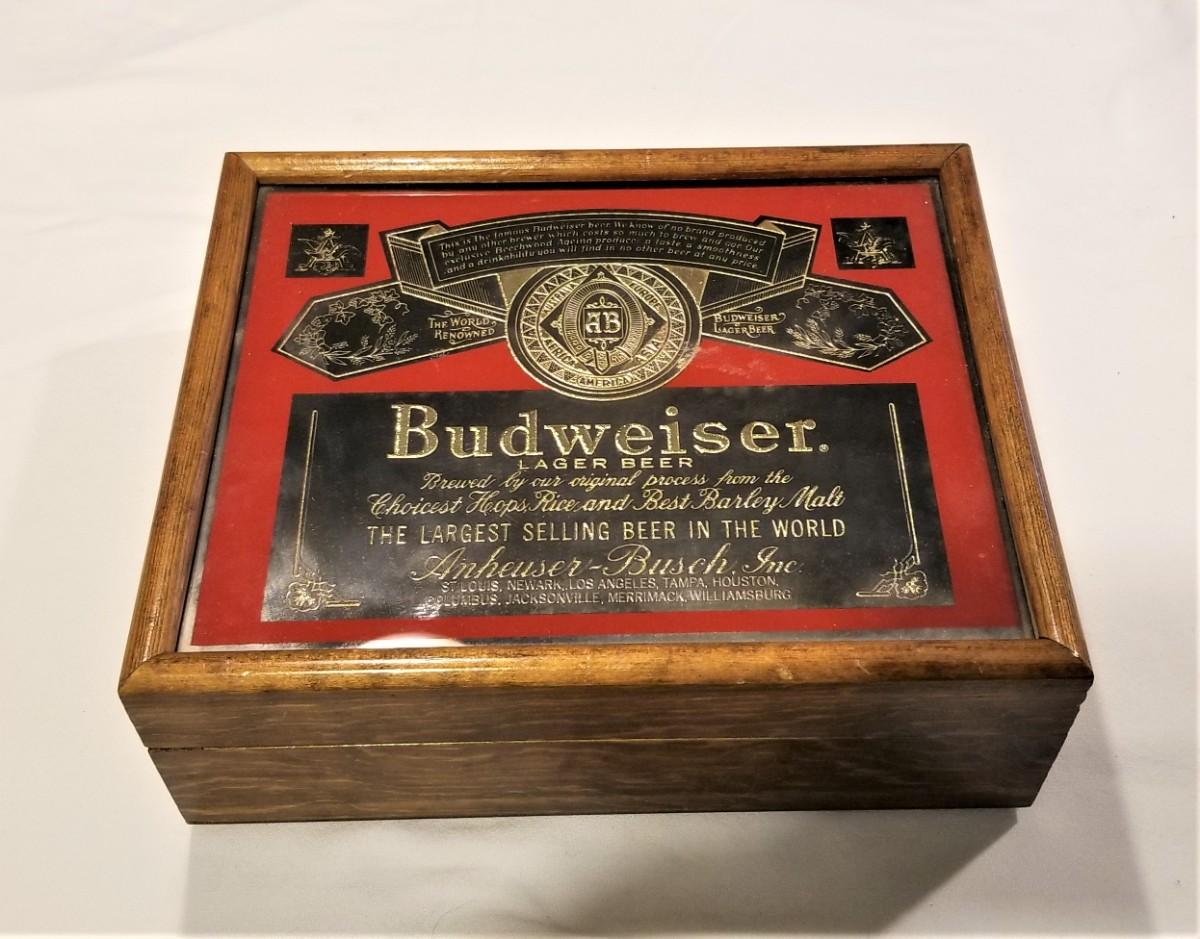 This is the famous Budweiser beer. We know of no brand produced
by any other brewer which costs so much to brew and age. Our
exclusive Beechwood Ageing produces a taste, a smoothness
and a drinkability you will find in no other beer at any price.
THE WORLD
RENOWNED
BUDWEISER
LAGER BEER
EUROPE
AB
AFRICA
ASIA
AMERICA
Budweiser.
LAGER BEER
Brewed by our original process from the
Choicest Hops, Rice and Best Barley Malt
THE LARGEST SELLING BEER IN THE WORLD
Anheuser-Busch, Inc.
ST. LOUIS, NEWARK, LOS ANGELES, TAMPA, HOUSTON,
COLUMBUS, JACKSONVILLE, MERRIMACK, WILLIAMSBURG